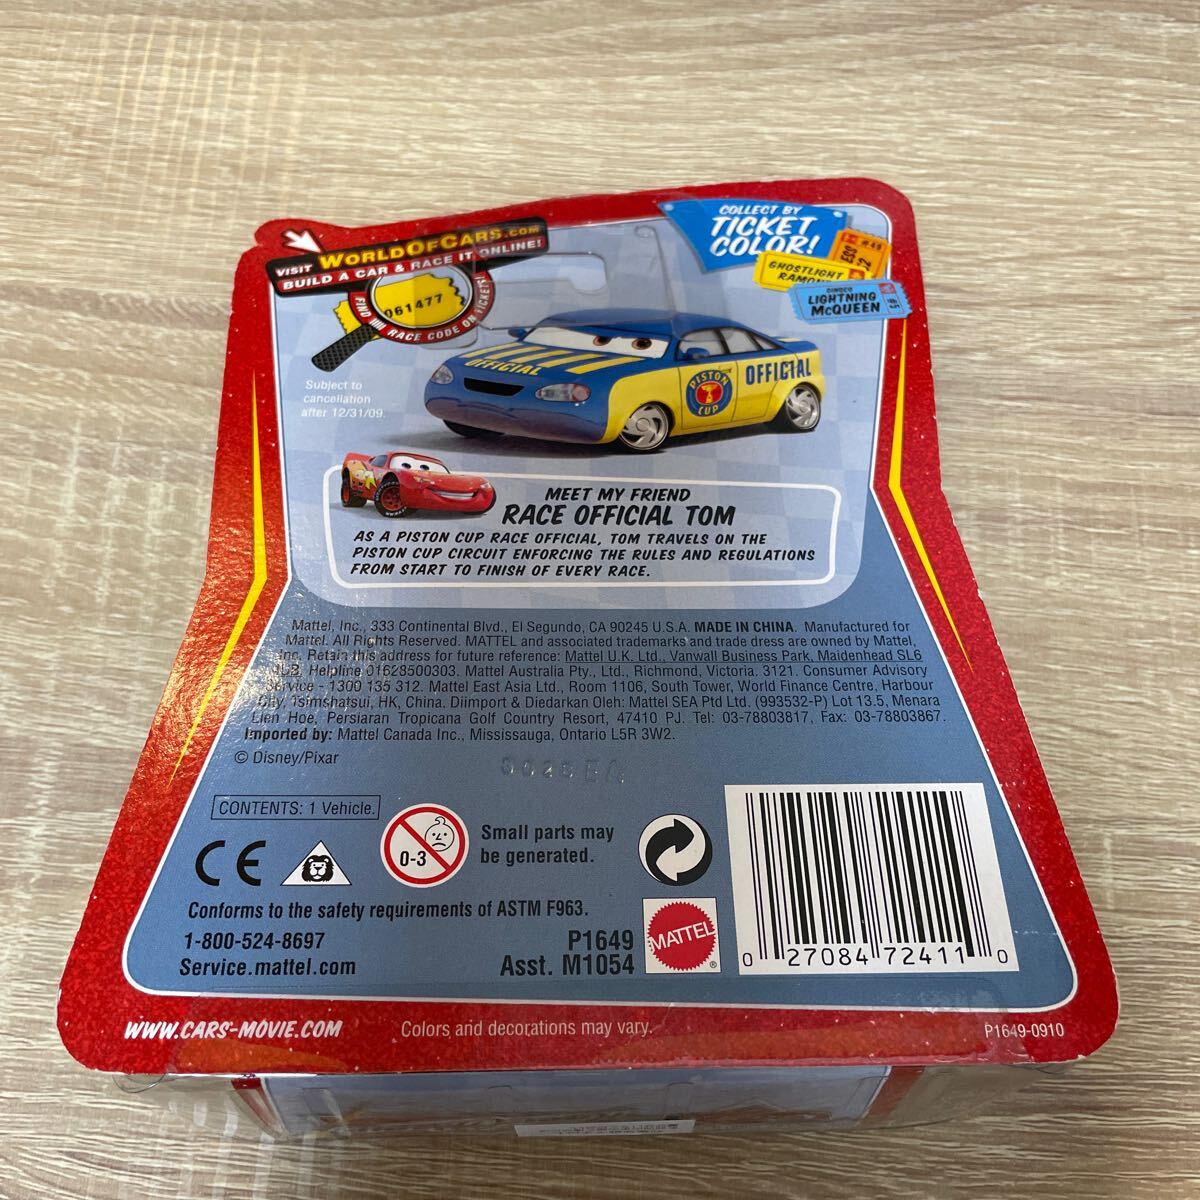 VISIT WORLDOFCARS.COM
BUILD A CAR & RACE IT ONLINE!
061477
FIND RACE CODE ON TICKETS!
Subject to
cancellation
after 12/31/09.
COLLECT BY
TICKET
COLOR!
GHOSTLIGHT
RAMON
DINOCO
LIGHTNING
McQUEEN
OFFICIAL
PISTON
CUP
OFFICIAL
MEET MY FRIEND
RACE OFFICIAL TOM
AS A PISTON CUP RACE OFFICIAL, TOM TRAVELS ON THE
PISTON CUP CIRCUIT ENFORCING THE RULES AND REGULATIONS
FROM START TO FINISH OF EVERY RACE.
Mattel, Inc., 333 Continental Blvd., El Segundo, CA 90245 U.S.A. MADE IN CHINA. Manufactured for
Mattel. All Rights Reserved. MATTEL and associated trademarks and trade dress are owned by Mattel,
Inc. Retain this address for future reference: Mattel U.K. Ltd., Vanwall Business Park, Maidenhead SL6
4UB. Helpline 01628500303. Mattel Australia Pty., Ltd., Richmond, Victoria. 3121. Consumer Advisory
Service - 1300 135 312. Mattel East Asia Ltd., Room 1106, South Tower, World Finance Centre, Harbour
City, Tsimshatsui, HK, China. Diimport & Diedarkan Oleh: Mattel SEA Ptd Ltd. (993532-P) Lot 13.5, Menara
Lien Hoe, Persiaran Tropicana Golf Country Resort, 47410 PJ. Tel: 03-78803817, Fax: 03-78803867.
Imported by: Mattel Canada Inc., Mississauga, Ontario L5R 3W2.
© Disney/Pixar
CONTENTS: 1 Vehicle.
CE
0-3
Small parts may
be generated.
Conforms to the safety requirements of ASTM F963.
1-800-524-8697
Service.mattel.com
P1649
Asst. M1054
MATTEL
®
0 27084 72411 0
WWW.CARS-MOVIE.COM
Colors and decorations may vary.
P1649-0910